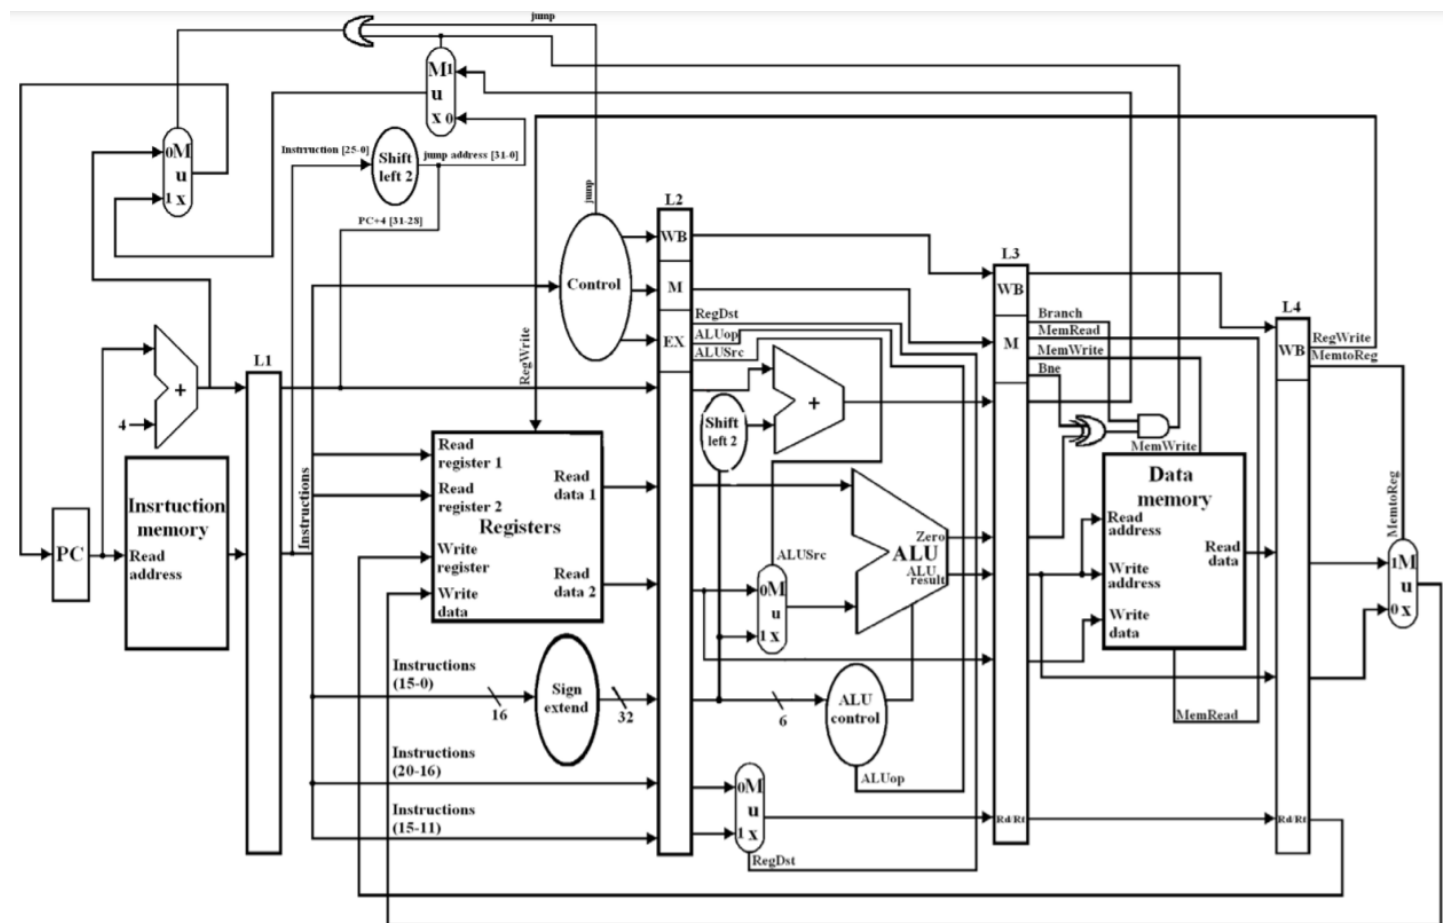 jump
M1
u
x 0
Instrruction [25-0]
Shift
left 2
jump address [31-0]
0M
u
1 x
PC+4 [31-28]
jump
L2
WB
M
EX
Control
RegDst
ALUop
ALUSrc
L3
WB
M
Branch
MemRead
MemWrite
Bne
L4
WB
RegWrite
MemtoReg
RegWrite
L1
+
4
Shift
left 2
+
PC
Insrtuction
memory
Read
address
Instructions
Read
register 1
Read
register 2
Registers
Write
register
Write
data
Read
data 1
Read
data 2
ALUSrc
0M
u
1 x
Zero
ALU
ALU
result
MemWrite
Data
memory
Read
address
Write
address
Write
data
Read
data
MemtoReg
1M
u
0 x
Instructions
(15-0)
16
Sign
extend
32
6
ALU
control
MemRead
ALUop
Instructions
(20-16)
Instructions
(15-11)
0M
u
1 x
RegDst
Rd/Rt
Rd/Rt